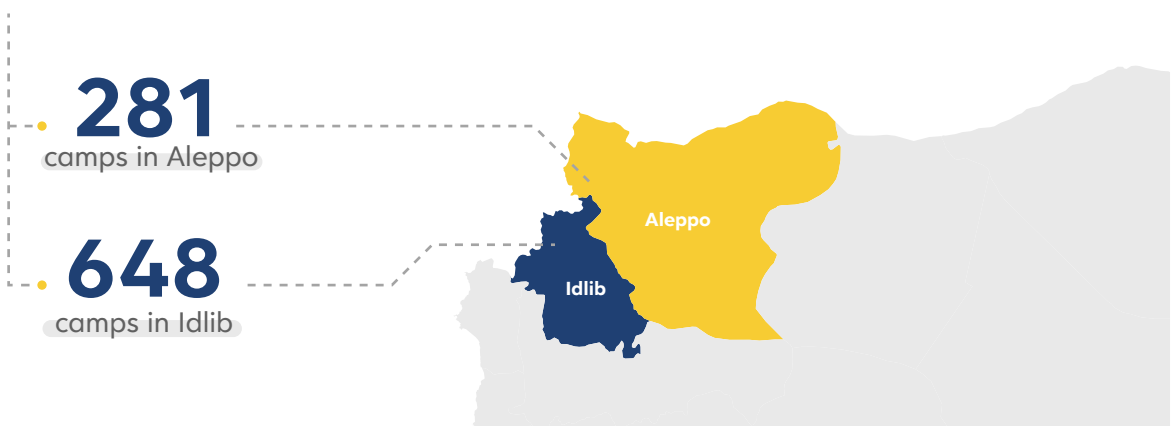 281
camps in Aleppo
648
camps in Idlib
Aleppo
Idlib